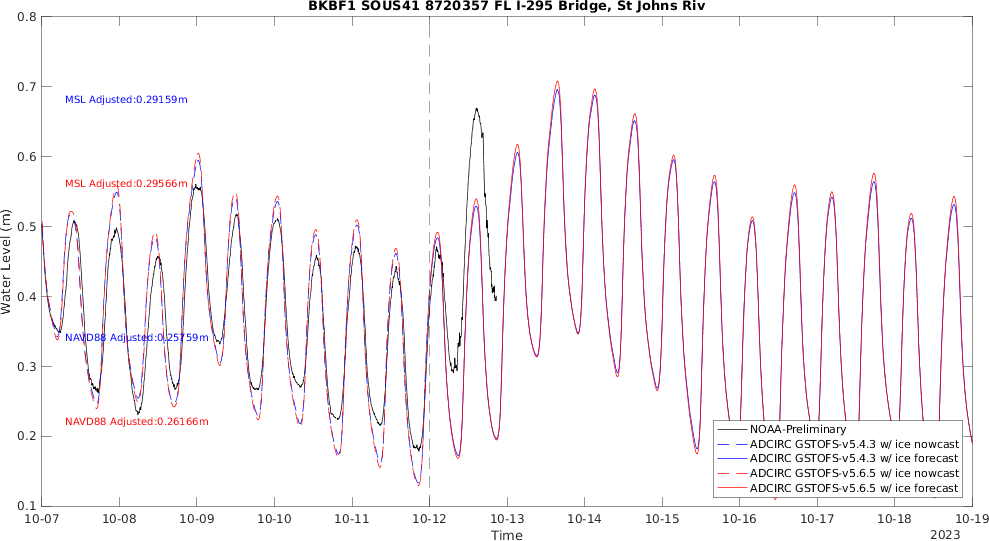 BKBF1 SOUS41 8720357 FL I-295 Bridge, St Johns Riv
0.8
0.7
0.6
0.5
0.4
0.3
0.2
0.1
Water Level (m)
MSL Adjusted:0.29159m
MSL Adjusted:0.29566m
NAVD88 Adjusted:0.25759m
NAVD88 Adjusted:0.26166m
NOAA-Preliminary
ADCIRC GSTOFS-v5.4.3 w/ ice nowcast
ADCIRC GSTOFS-v5.4.3 w/ ice forecast
ADCIRC GSTOFS-v5.6.5 w/ ice nowcast
ADCIRC GSTOFS-v5.6.5 w/ ice forecast
10-07 10-08 10-09 10-10 10-11 10-12 10-13 10-14 10-15 10-16 10-17 10-18 10-19
Time
2023